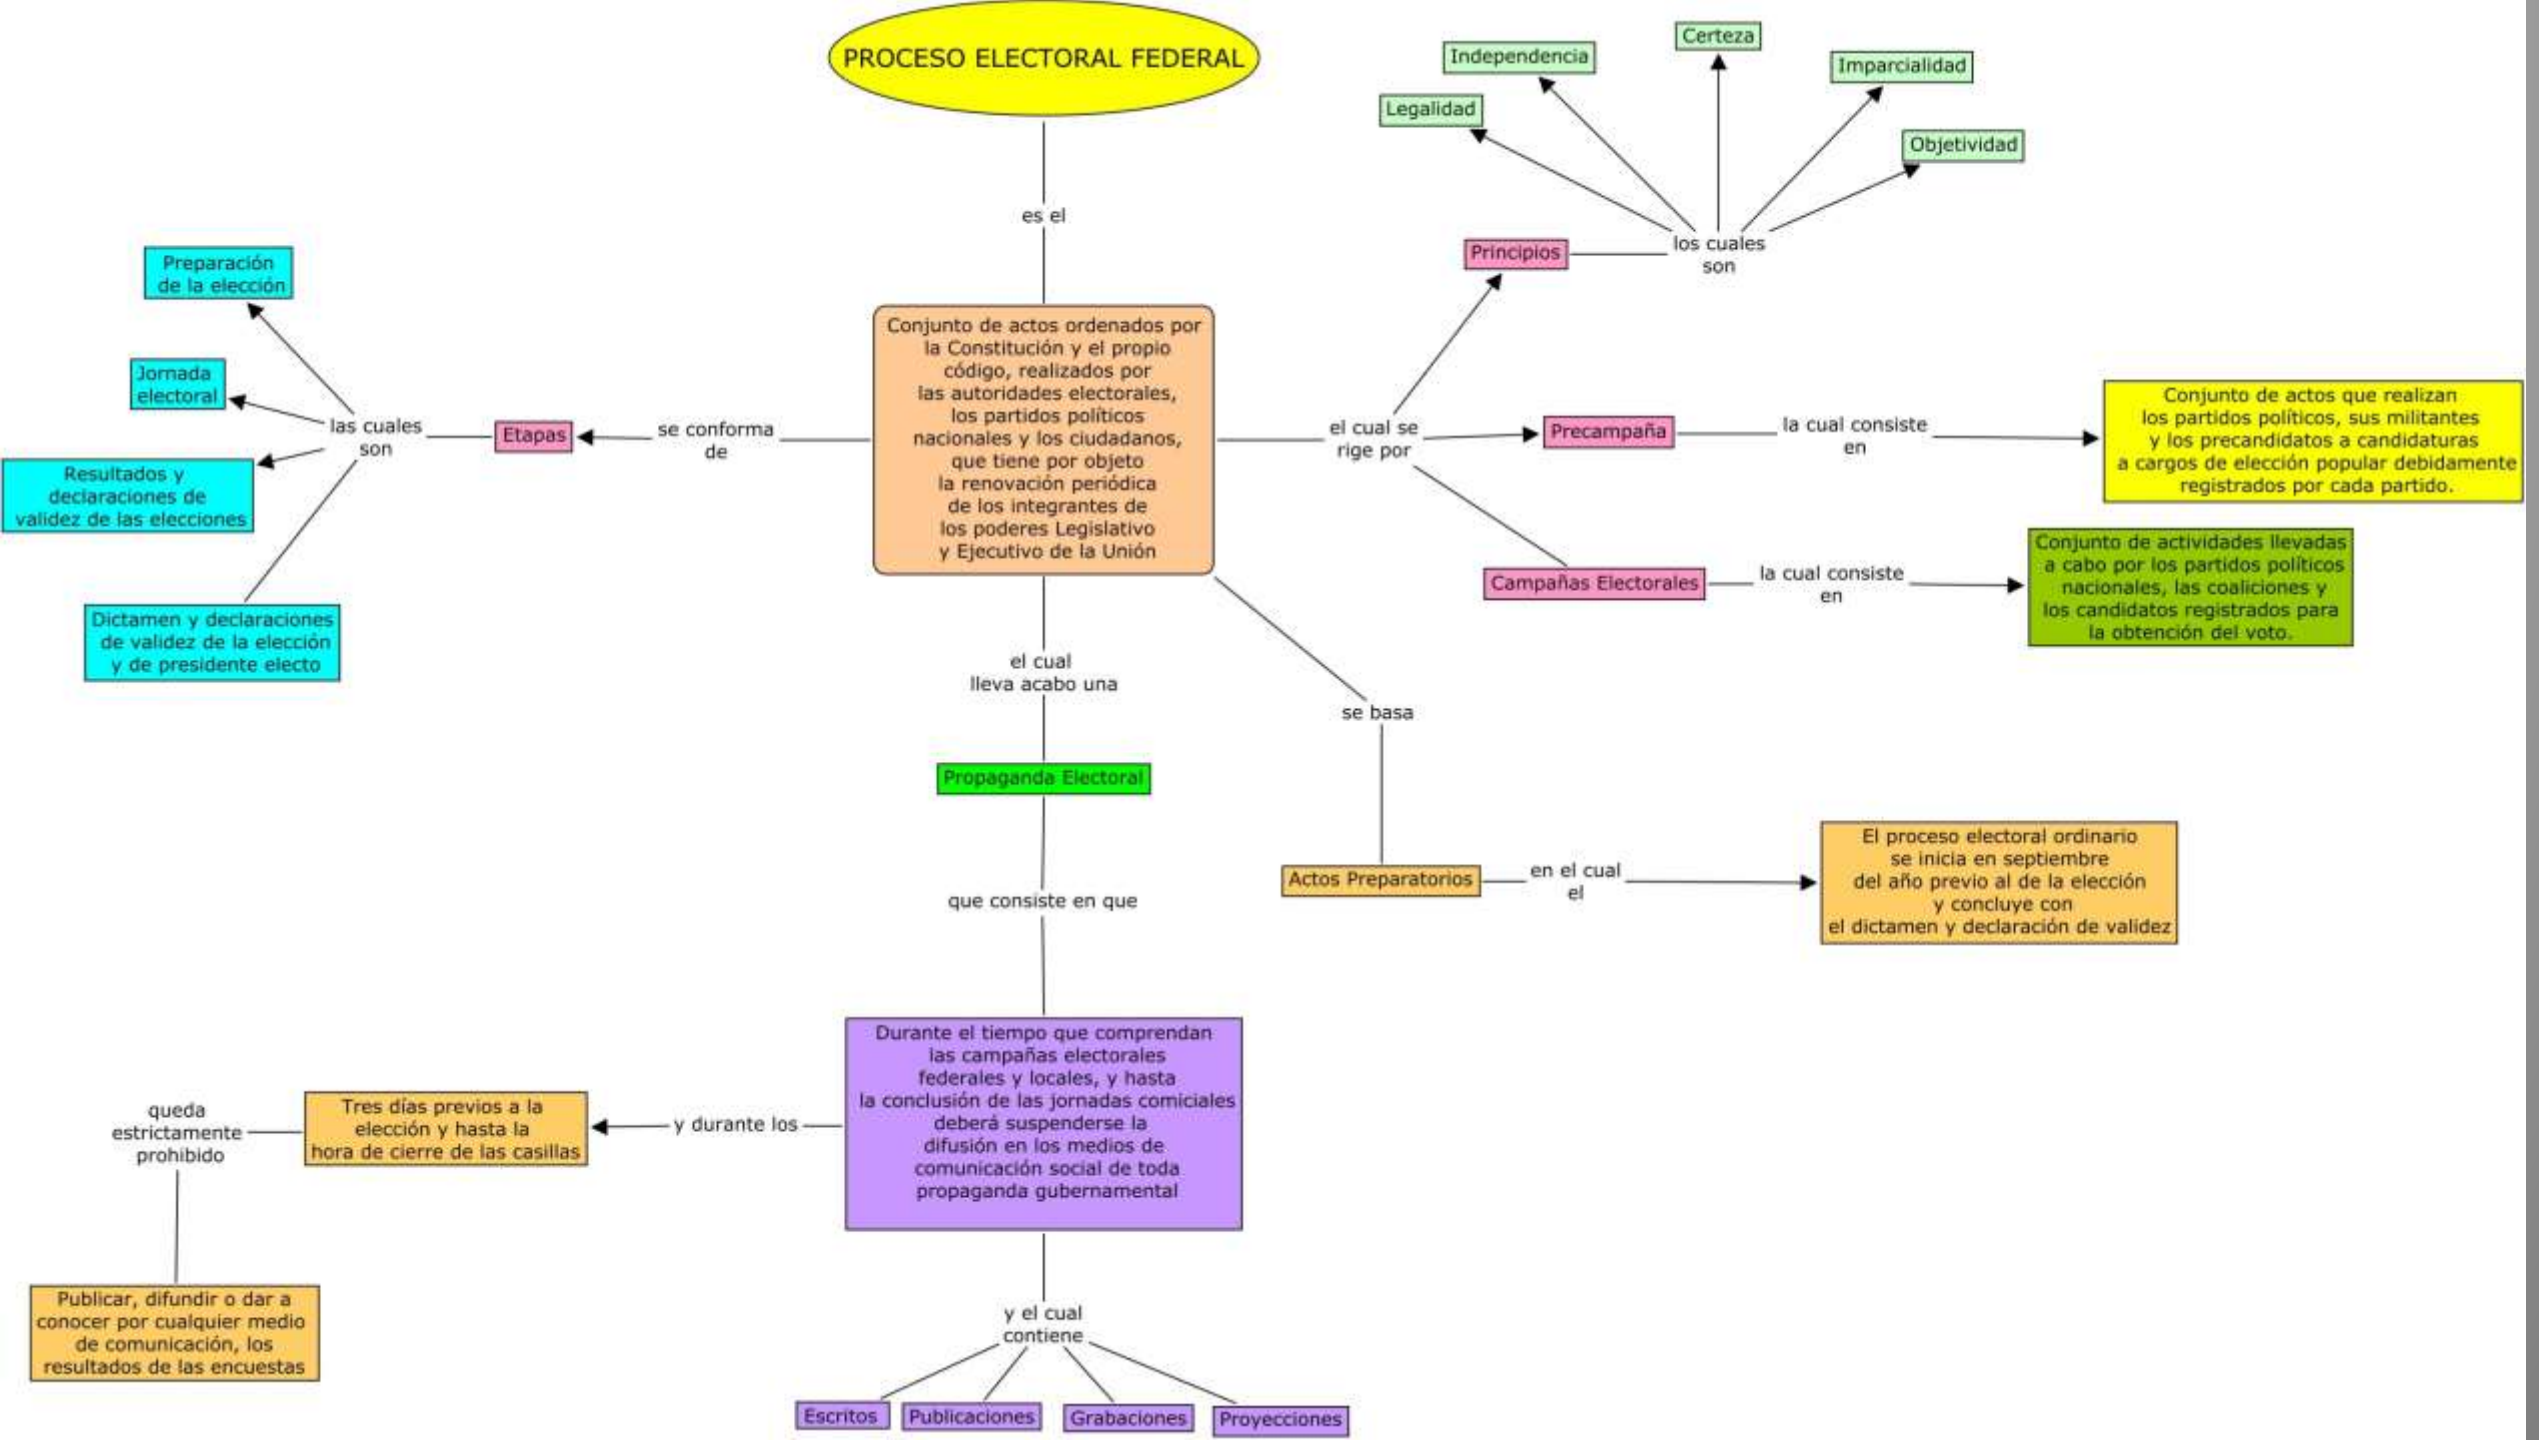 PROCESO ELECTORAL FEDERAL
es el
Conjunto de actos ordenados por
la Constitución y el propio
código, realizados por
las autoridades electorales,
los partidos políticos
nacionales y los ciudadanos,
que tiene por objeto
la renovación periódica
de los integrantes de
los poderes Legislativo
y Ejecutivo de la Unión
se conforma
de
Etapas
las cuales
son
Preparación
de la elección
Jornada
electoral
Resultados y
declaraciones de
validez de las elecciones
Dictamen y declaraciones
de validez de la elección
y de presidente electo
el cual se
rige por
Principios
los cuales
son
Legalidad
Independencia
Certeza
Imparcialidad
Objetividad
Precampaña
la cual consiste
en
Conjunto de actos que realizan
los partidos políticos, sus militantes
y los precandidatos a candidaturas
a cargos de elección popular debidamente
registrados por cada partido.
Campañas Electorales
la cual consiste
en
Conjunto de actividades llevadas
a cabo por los partidos políticos
nacionales, las coaliciones y
los candidatos registrados para
la obtención del voto.
se basa
Actos Preparatorios
en el cual
el
El proceso electoral ordinario
se inicia en septiembre
del año previo al de la elección
y concluye con
el dictamen y declaración de validez
el cual
lleva acabo una
Propaganda Electoral
que consiste en que
Durante el tiempo que comprendan
las campañas electorales
federales y locales, y hasta
la conclusión de las jornadas comiciales
deberá suspenderse la
difusión en los medios de
comunicación social de toda
propaganda gubernamental
y durante los
Tres días previos a la
elección y hasta la
hora de cierre de las casillas
queda
estrictamente
prohibido
Publicar, difundir o dar a
conocer por cualquier medio
de comunicación, los
resultados de las encuestas
y el cual
contiene
Escritos
Publicaciones
Grabaciones
Proyecciones